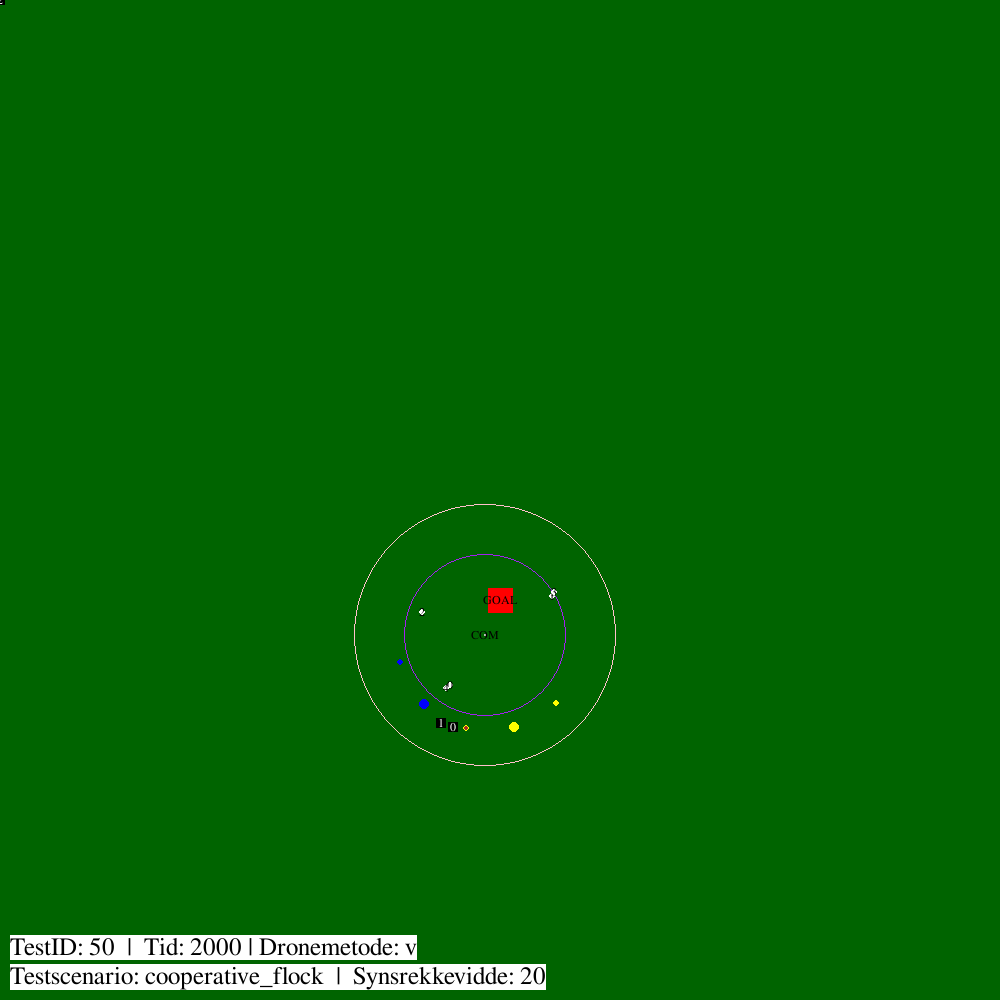 GOAL
COM
1 0
TestID: 50 | Tid: 2000 | Dronemetode: v
Testscenario: cooperative_flock | Synsrekkevidde: 20